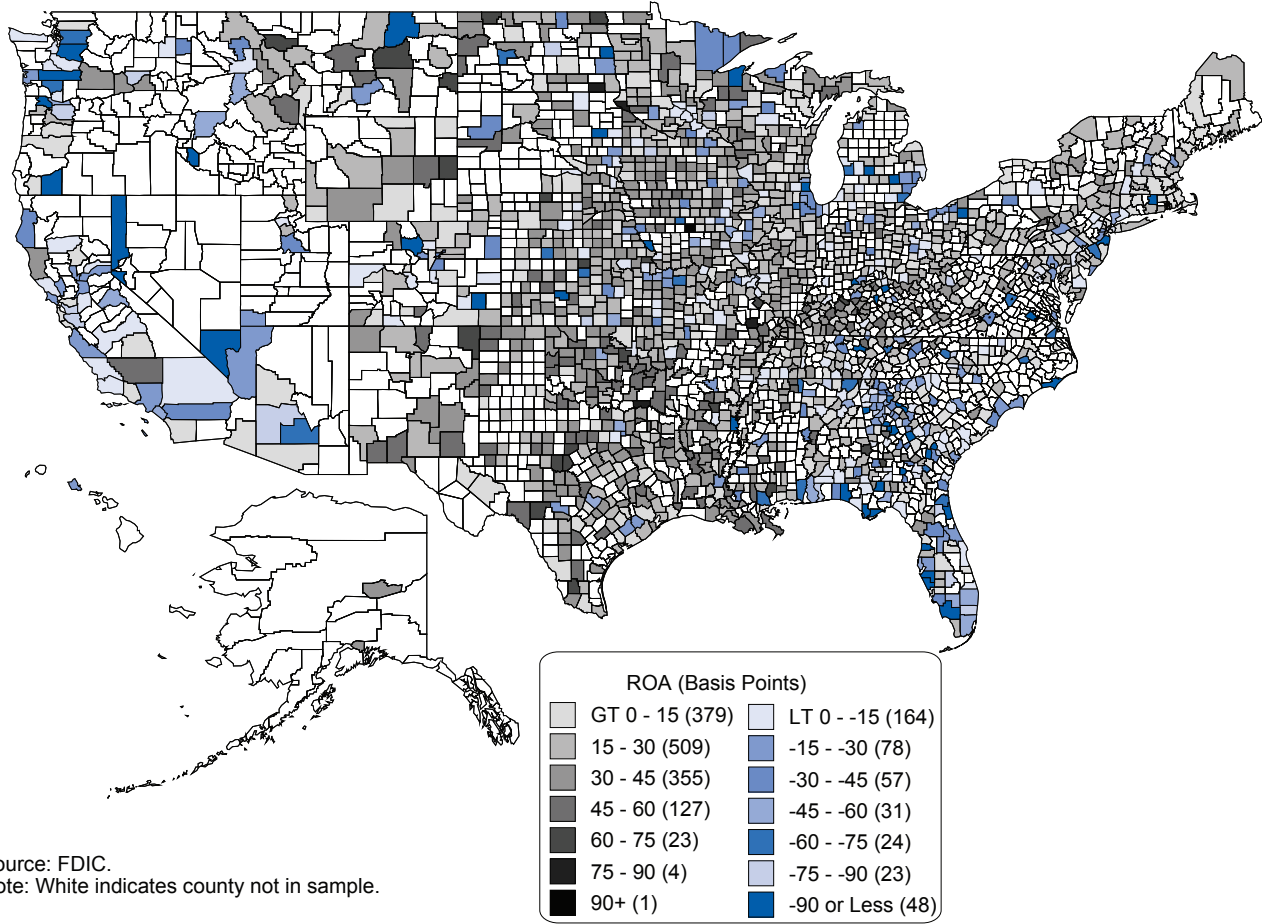 ROA (Basis Points)
GT 0 - 15 (379)
15 - 30 (509)
30 - 45 (355)
45 - 60 (127)
60 - 75 (23)
75 - 90 (4)
90+ (1)
LT 0 - -15 (164)
-15 - -30 (78)
-30 - -45 (57)
-45 - -60 (31)
-60 - -75 (24)
-75 - -90 (23)
-90 or Less (48)
ource: FDIC.
ote: White indicates county not in sample.